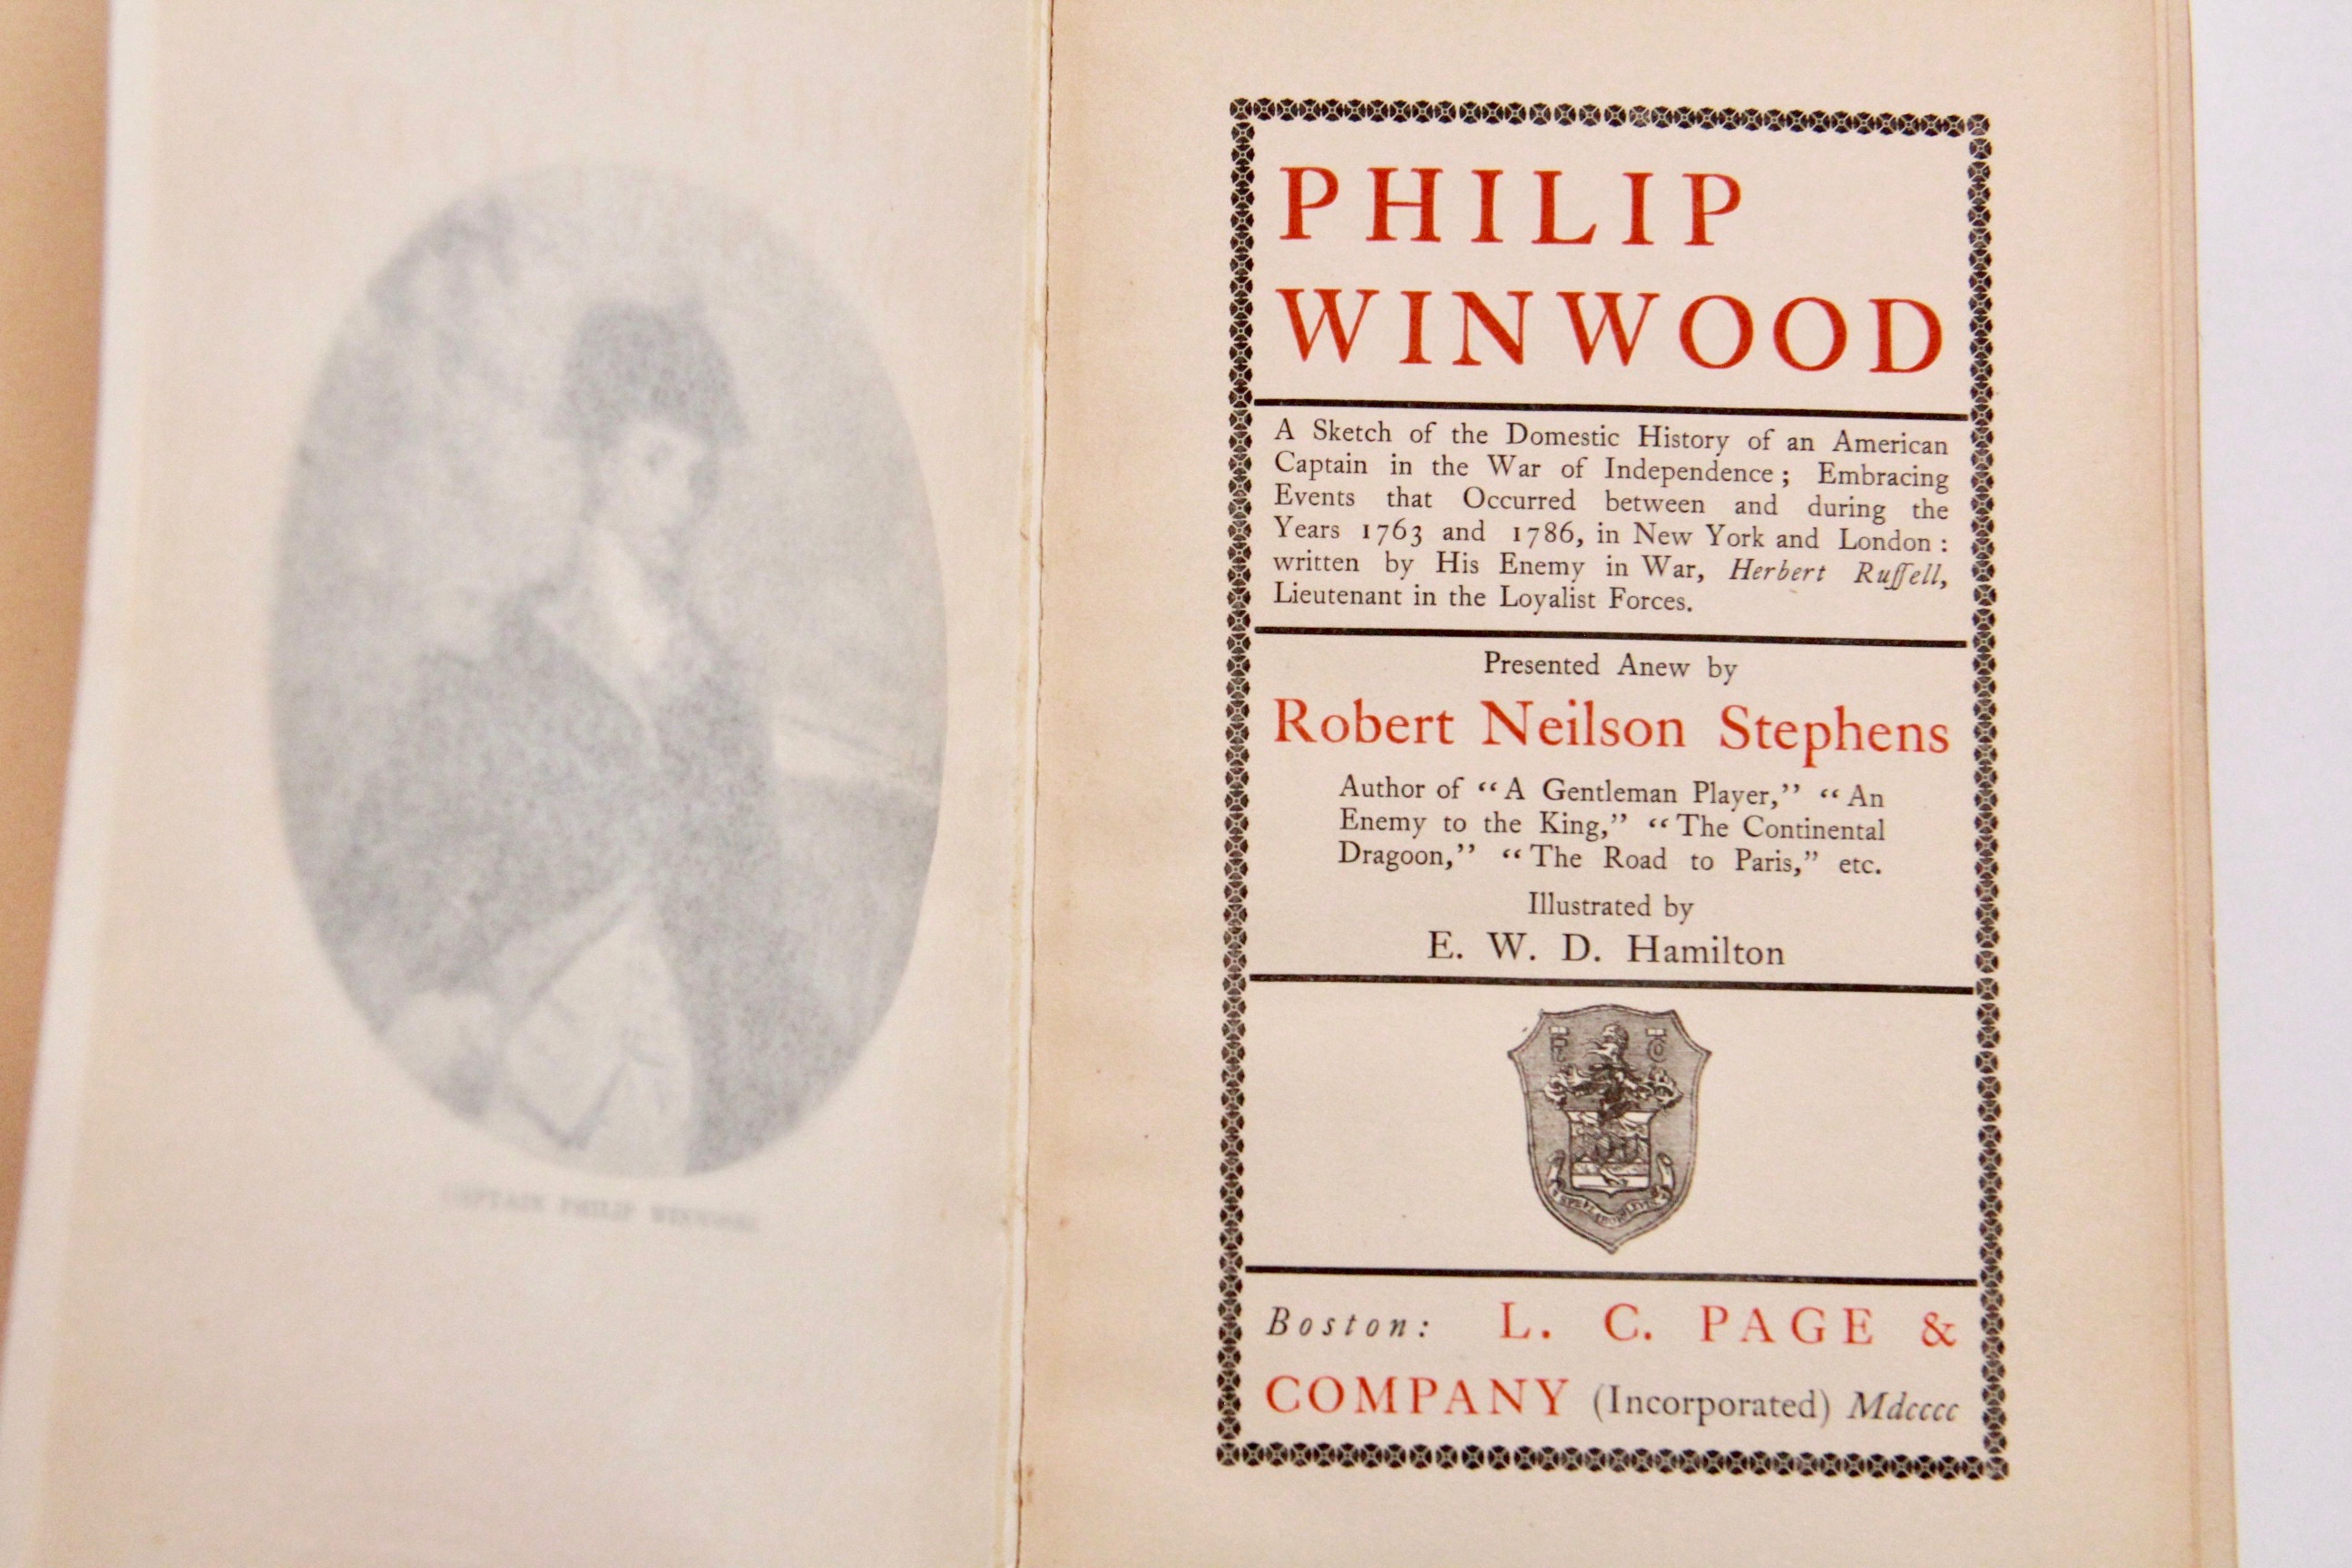 CAPTAIN PHILIP WINWOOD
PHILIP
WINWOOD
A Sketch of the Domestic History of an American
Captain in the War of Independence; Embracing
Events that Occurred between and during the
Years 1763 and 1786, in New York and London:
written by His Enemy in War, Herbert Ruſſell,
Lieutenant in the Loyalist Forces.
Presented Anew by
Robert Neilson Stephens
Author of “A Gentleman Player,” “An
Enemy to the King,” “The Continental
Dragoon,” “The Road to Paris,” etc.
Illustrated by
E. W. D. Hamilton
Boston: L. C. PAGE &
COMPANY (Incorporated) Mdcccc